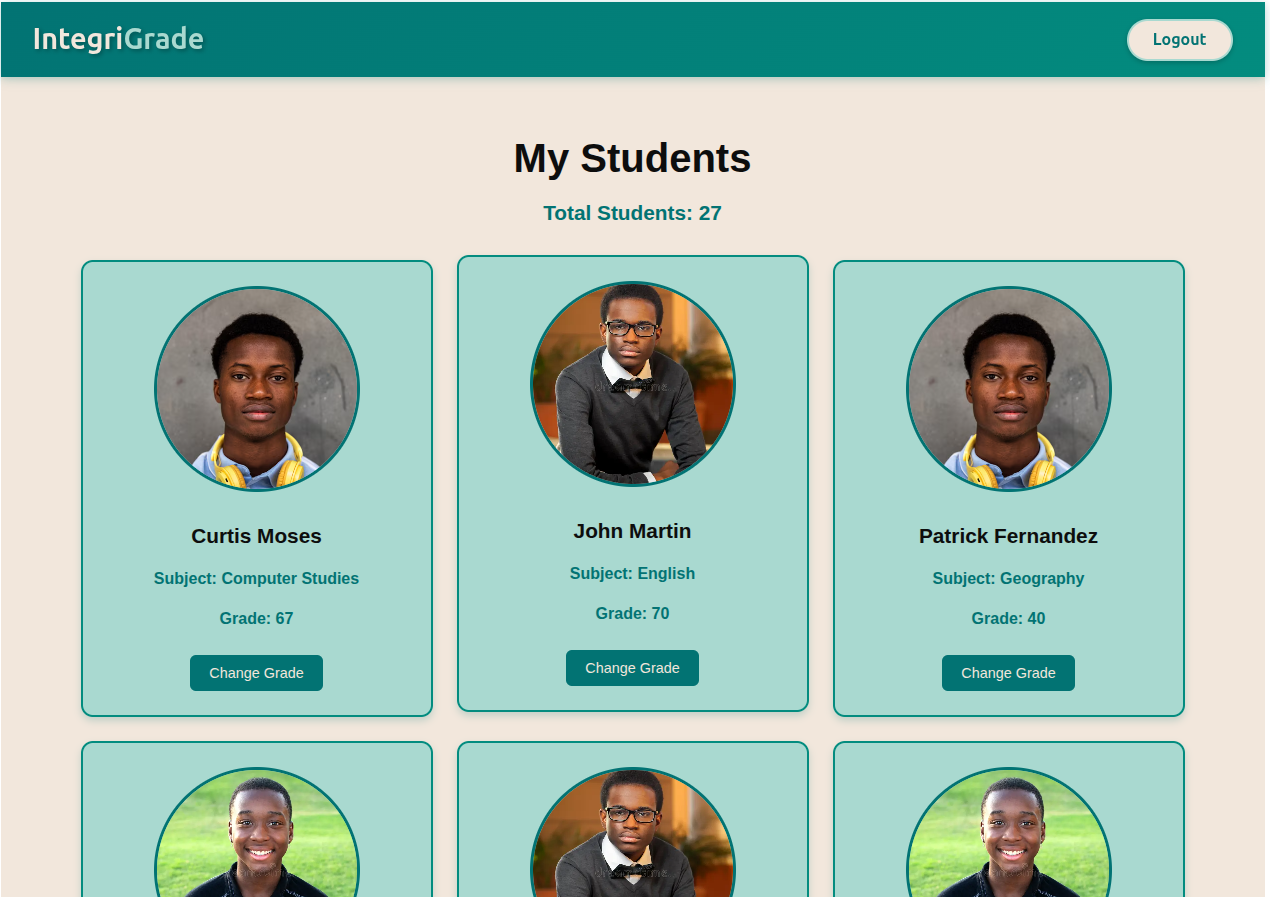 IntegriGrade
Logout
My Students
Total Students: 27
Curtis Moses
Subject: Computer Studies
Grade: 67
Change Grade
John Martin
Subject: English
Grade: 70
Change Grade
Patrick Fernandez
Subject: Geography
Grade: 40
Change Grade